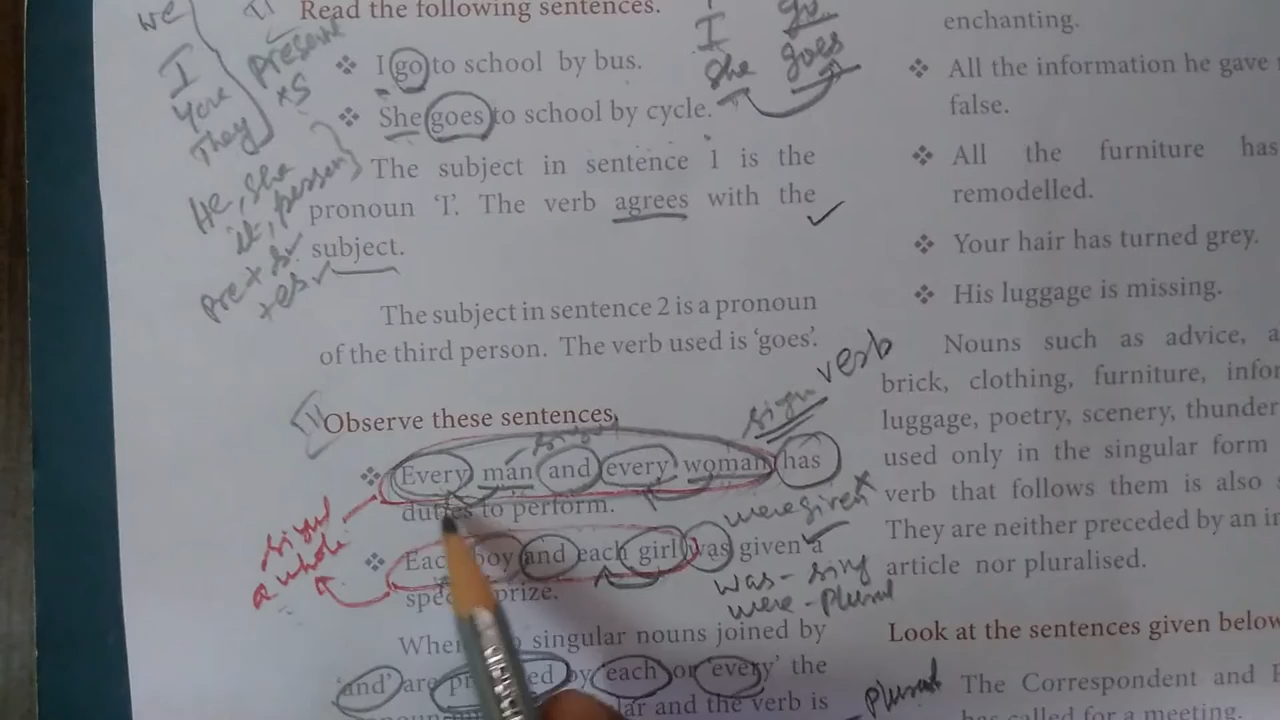 Read the following sentences.
❖ I go to school by bus.
❖ She goes to school by cycle.
The subject in sentence 1 is the
pronoun 'I'. The verb agrees with the
subject.
The subject in sentence 2 is a pronoun
of the third person. The verb used is 'goes'.
Observe these sentences
❖ Every man and every woman has
duties to perform.
❖ Each boy and each girl was given a
special prize.
singular nouns joined by
'and' are by 'each' or 'every' the
and the verb is
we
I
You
They
present
+s
He, she
it, person
I
She goes
verb
were given x
was - sing
were - plural
a whole
plural
enchanting.
❖ All the information he gave
false.
❖ All the furniture has
remodelled.
❖ Your hair has turned grey.
❖ His luggage is missing.
Nouns such as advice,
brick, clothing, furniture,
luggage, poetry, scenery, thunder
used only in the singular form
verb that follows them is also
They are neither preceded by an
article nor pluralised.
Look at the sentences given below
The Correspondent and
has called for a meeting.